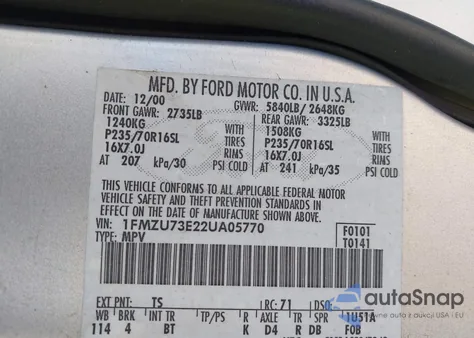 MFD. BY FORD MOTOR CO. IN U.S.A.
DATE: 12/00 GVWR: 5840LB/ 2648KG
FRONT GAWR: 2735LB REAR GAWR: 3325LB
1240KG 1508KG
P235/70R16SL WITH TIRES P235/70R16SL WITH TIRES
16X7.0J RIMS 16X7.0J RIMS
AT 207 kPa/30 PSI COLD AT 241 kPa/35 PSI COLD
THIS VEHICLE CONFORMS TO ALL APPLICABLE FEDERAL MOTOR
VEHICLE SAFETY AND THEFT PREVENTION STANDARDS IN
EFFECT ON THE DATE OF MANUFACTURE SHOWN ABOVE.
VIN: 1FMZU73E22UA05770 F0101
TYPE: MPV T0141
EXT PNT: TS RC: 71 DSO:
WB BRK INT TR TP/PS R AXLE TR SPR 1U51A
114 4 BT K D4 R DB FOB
autoSnap